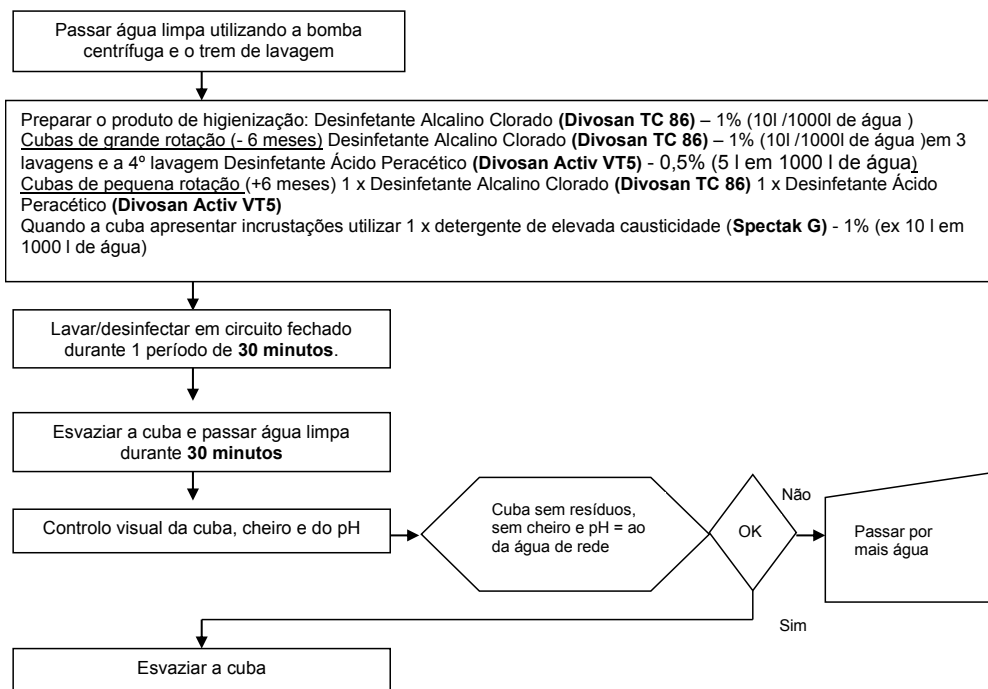 Passar água limpa utilizando a bomba
centrífuga e o trem de lavagem
Preparar o produto de higienização: Desinfetante Alcalino Clorado (Divosan TC 86) – 1% (10l /1000l de água )
Cubas de grande rotação (- 6 meses) Desinfetante Alcalino Clorado (Divosan TC 86) – 1% (10l /1000l de água )em 3
lavagens e a 4º lavagem Desinfetante Ácido Peracético (Divosan Activ VT5) - 0,5% (5 l em 1000 l de água)
Cubas de pequena rotação (+6 meses) 1 x Desinfetante Alcalino Clorado (Divosan TC 86) 1 x Desinfetante Ácido
Peracético (Divosan Activ VT5)
Quando a cuba apresentar incrustações utilizar 1 x detergente de elevada causticidade (Spectak G) - 1% (ex 10 l em
1000 l de água)
Lavar/desinfectar em circuito fechado
durante 1 período de 30 minutos.
Esvaziar a cuba e passar água limpa
durante 30 minutos
Controlo visual da cuba, cheiro e do pH
Cuba sem resíduos,
sem cheiro e pH = ao
da água de rede
OK
Não
Passar por
mais água
Sim
Esvaziar a cuba